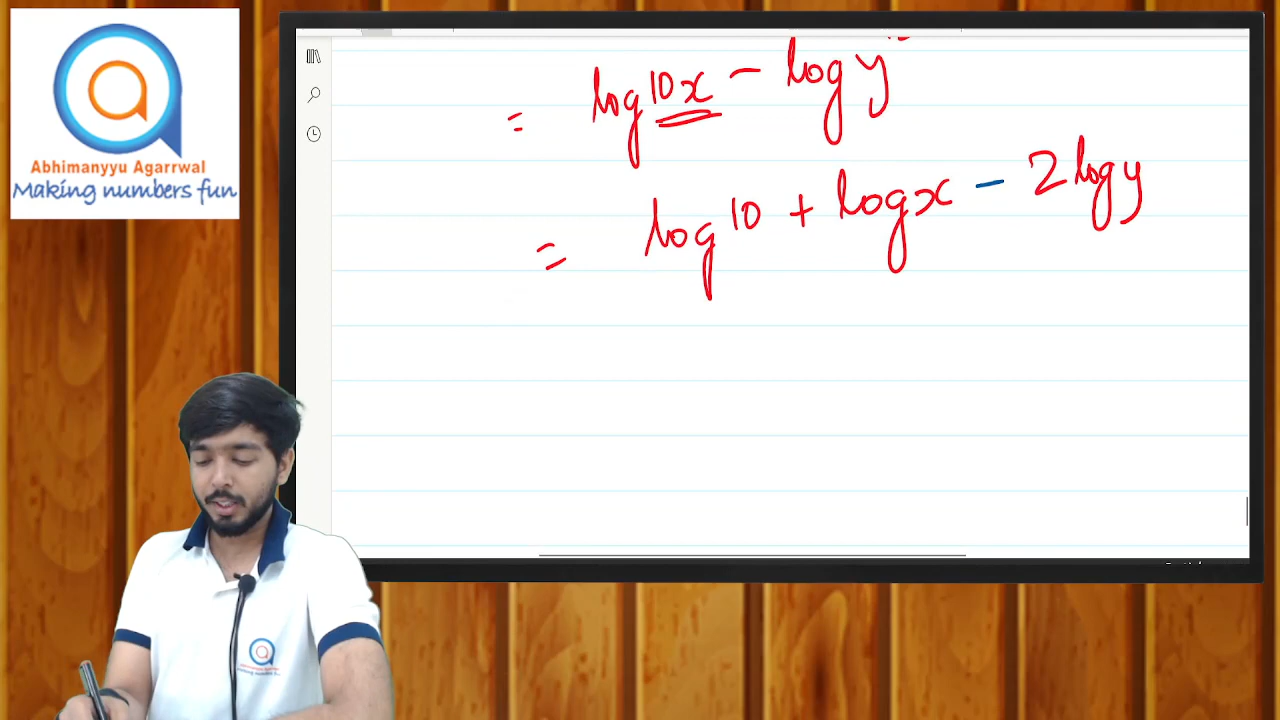 Abhimanyyu Agarrwal
Making numbers fun
= log 10x - log y
= log 10 + log x - 2 log y